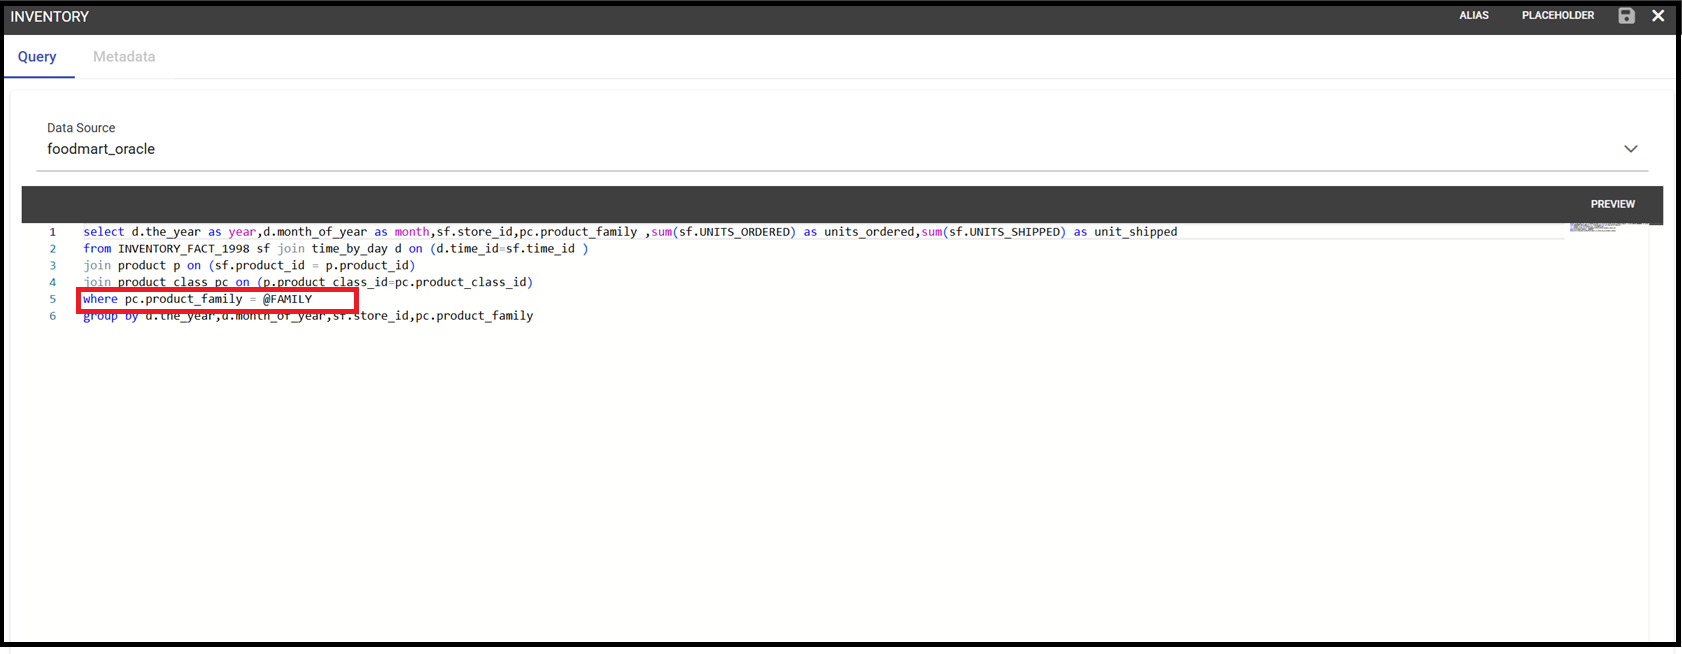 INVENTORY
ALIAS PLACEHOLDER
Query Metadata
Data Source
foodmart_oracle
PREVIEW
1 select d.the_year as year,d.month_of_year as month,sf.store_id,pc.product_family ,sum(sf.UNITS_ORDERED) as units_ordered,sum(sf.UNITS_SHIPPED) as unit_shipped
2 from INVENTORY_FACT_1998 sf join time_by_day d on (d.time_id=sf.time_id )
3 join product p on (sf.product_id = p.product_id)
4 join product_class pc on (p.product_class_id=pc.product_class_id)
5 where pc.product_family = @FAMILY
6 group by d.the_year,d.month_of_year,sf.store_id,pc.product_family